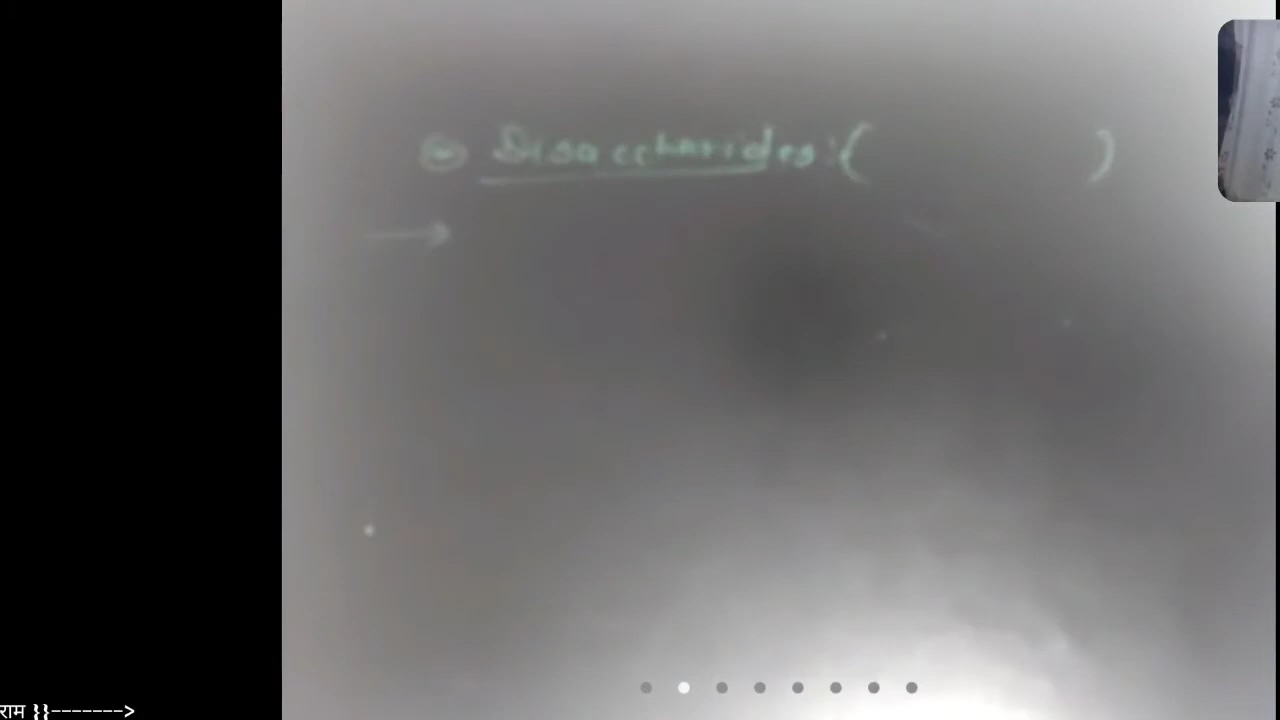 Disaccharides:( )
→
राम }}------->